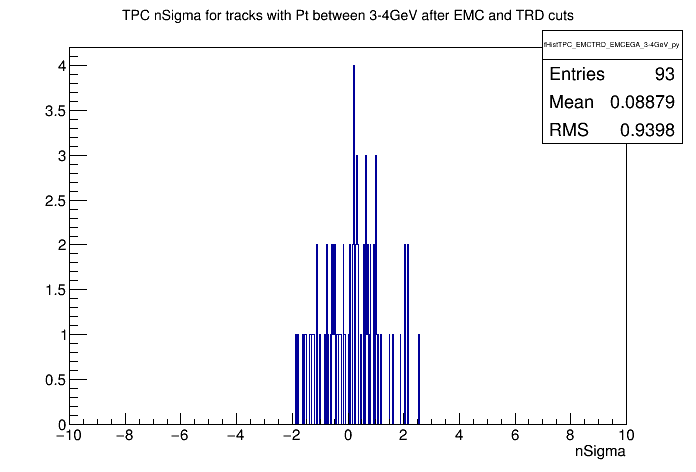 TPC nSigma for tracks with Pt between 3-4GeV after EMC and TRD cuts
fHistTPC_EMCTRD_EMCEGA_3-4GeV_py
Entries 93
Mean 0.08879
RMS 0.9398
4
3.5
3
2.5
2
1.5
1
0.5
0
−10 −8 −6 −4 −2 0 2 4 6 8 10
nSigma